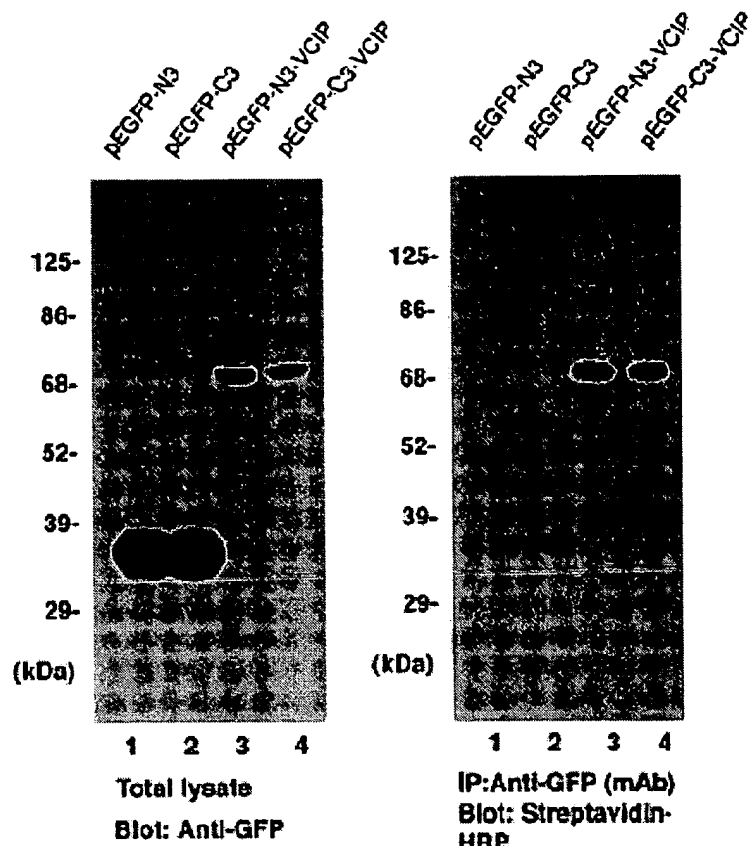 pEGFP-N3 pEGFP-C3 pEGFP-N3-VCIP pEGFP-C3-VCIP
125-
86-
68-
52-
39-
29-
(kDa)
1 2 3 4
Total lysate
Blot: Anti-GFP
pEGFP-N3 pEGFP-C3 pEGFP-N3-VCIP pEGFP-C3-VCIP
125-
86-
68-
52-
39-
29-
(kDa)
1 2 3 4
IP:Anti-GFP (mAb)
Blot: Streptavidin-
HRP